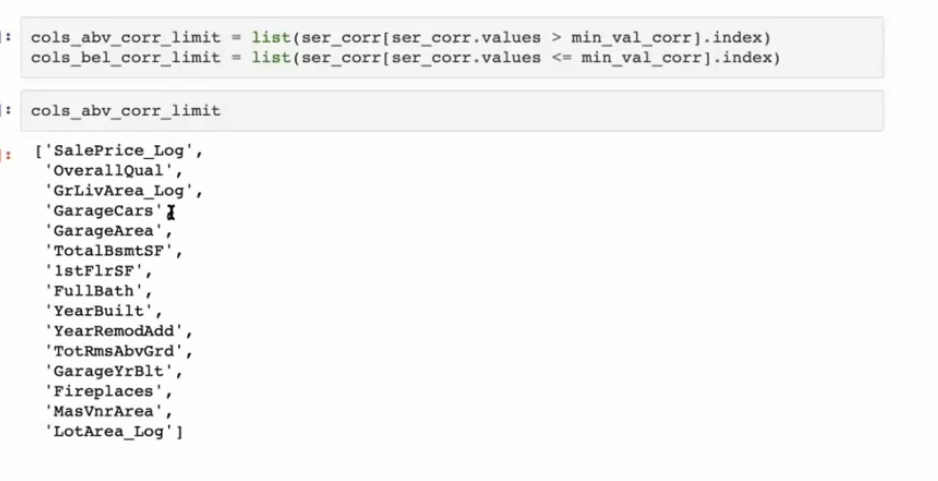 ]: cols_abv_corr_limit = list(ser_corr[ser_corr.values > min_val_corr].index)
cols_bel_corr_limit = list(ser_corr[ser_corr.values <= min_val_corr].index)
]: cols_abv_corr_limit
]: ['SalePrice_Log',
'OverallQual',
'GrLivArea_Log',
'GarageCars'
'GarageArea',
'TotalBsmtSF',
'1stFlrSF',
'FullBath',
'YearBuilt',
'YearRemodAdd',
'TotRmsAbvGrd',
'GarageYrBlt',
'Fireplaces',
'MasVnrArea',
'LotArea_Log']